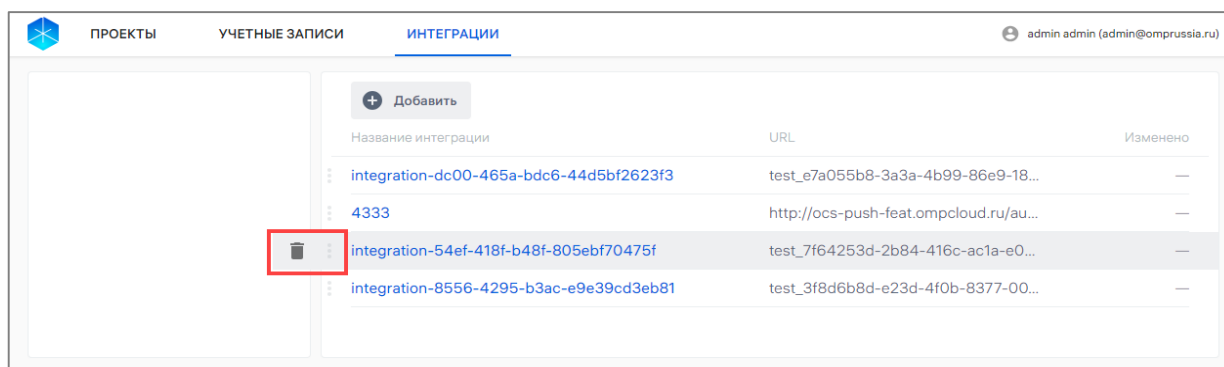 ПРОЕКТЫ УЧЕТНЫЕ ЗАПИСИ ИНТЕГРАЦИИ admin admin (admin@omprussia.ru)
Добавить
Название интеграции URL Изменено
integration-dc00-465a-bdc6-44d5bf2623f3 test_e7a055b8-3a3a-4b99-86e9-18... —
4333 http://ocs-push-feat.ompcloud.ru/au... —
integration-54ef-418f-b48f-805ebf70475f test_7f64253d-2b84-416c-ac1a-e0... —
integration-8556-4295-b3ac-e9e39cd3eb81 test_3f8d6b8d-e23d-4f0b-8377-00... —